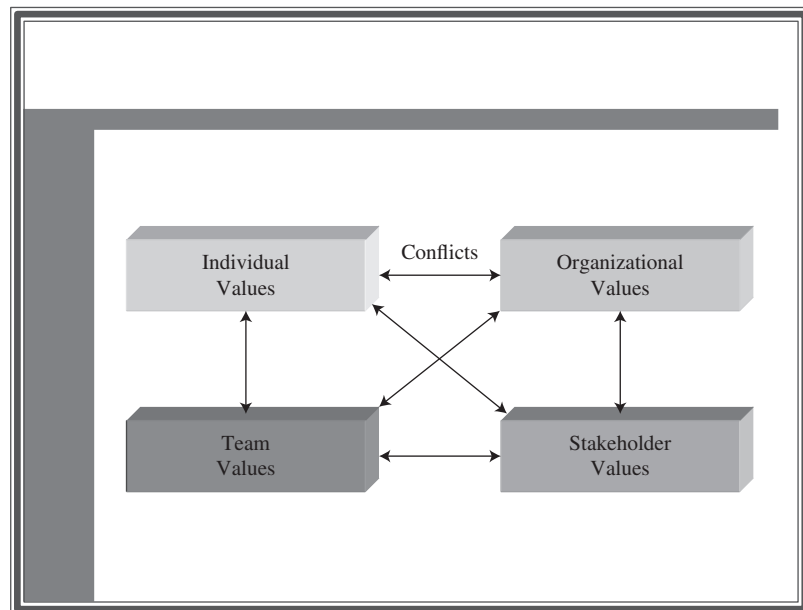 Individual
Values
Conflicts
Organizational
Values
Team
Values
Stakeholder
Values